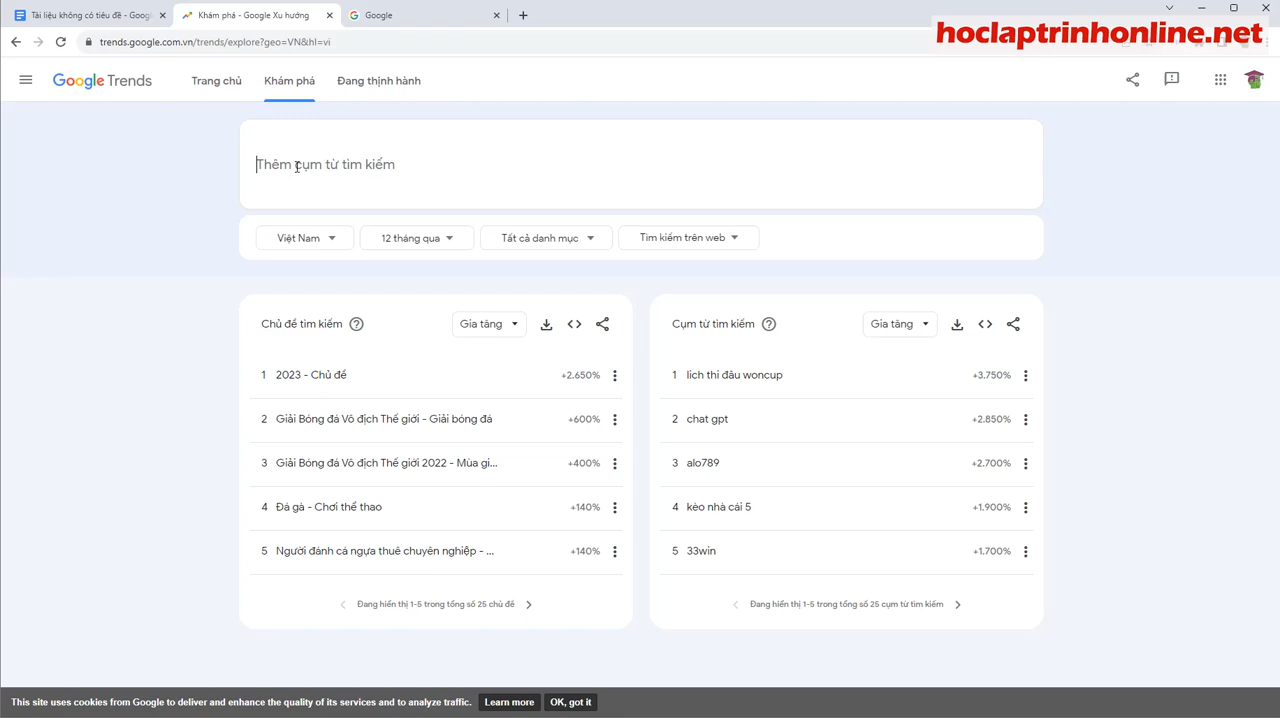 Tài liệu không có tiêu đề - Googl
Khám phá - Google Xu hướng
Google
trends.google.com.vn/trends/explore?geo=VN&hl=vi
hoclaptrinhonline.net
Google Trends
Trang chủ
Khám phá
Đang thịnh hành
Thêm cụm từ tìm kiếm
Việt Nam
12 tháng qua
Tất cả danh mục
Tìm kiếm trên web
Chủ đề tìm kiếm
Gia tăng
1 2023 - Chủ đề +2.650%
2 Giải Bóng đá Vô địch Thế giới - Giải bóng đá +600%
3 Giải Bóng đá Vô địch Thế giới 2022 - Mùa gi... +400%
4 Đá gà - Chơi thể thao +140%
5 Người đánh cá ngựa thuê chuyên nghiệp - ... +140%
Đang hiển thị 1-5 trong tổng số 25 chủ đề
Cụm từ tìm kiếm
Gia tăng
1 lich thi đâu woncup +3.750%
2 chat gpt +2.850%
3 alo789 +2.700%
4 kèo nhà cái 5 +1.900%
5 33win +1.700%
Đang hiển thị 1-5 trong tổng số 25 cụm từ tìm kiếm
This site uses cookies from Google to deliver and enhance the quality of its services and to analyze traffic.
Learn more
OK, got it